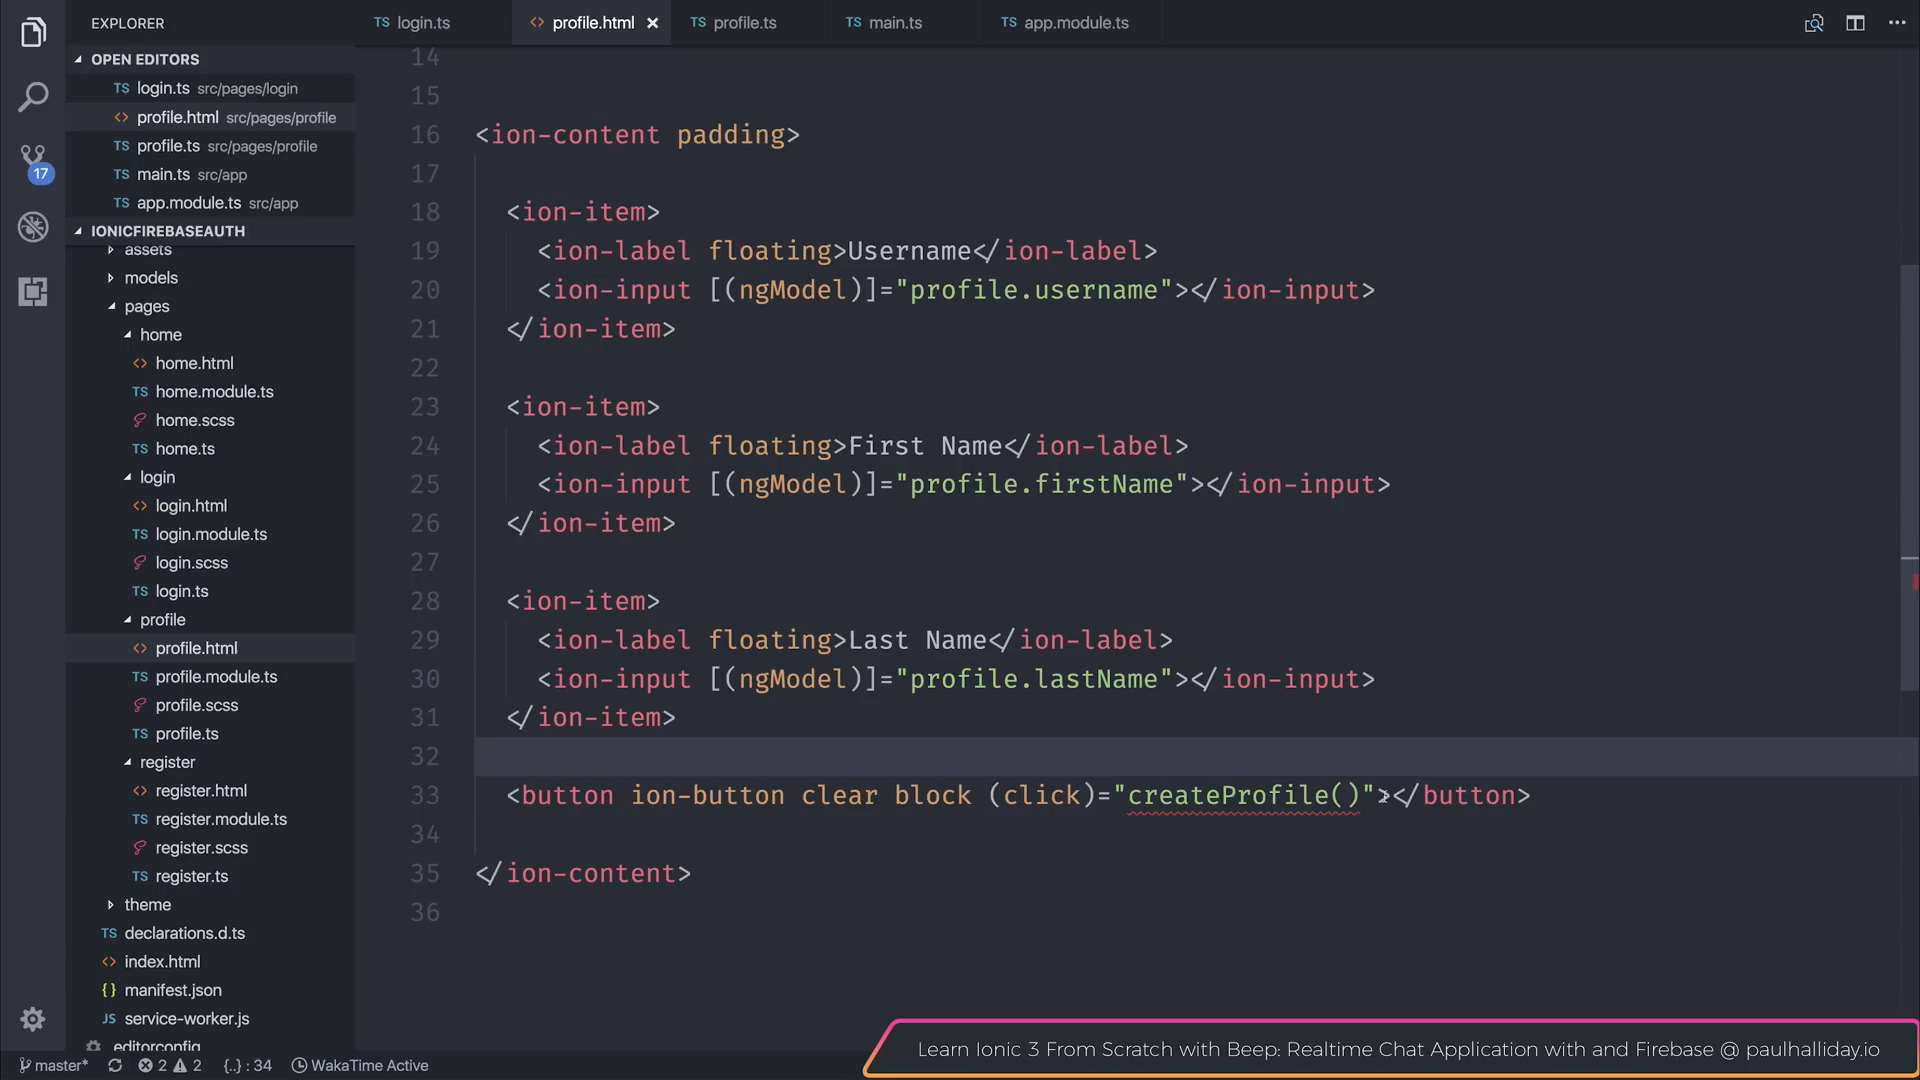 EXPLORER
login.ts
profile.html
profile.ts
main.ts
app.module.ts
OPEN EDITORS
login.ts src/pages/login
profile.html src/pages/profile
profile.ts src/pages/profile
main.ts src/app
app.module.ts src/app
IONICFIREBASEAUTH
assets
models
pages
home
home.html
home.module.ts
home.scss
home.ts
login
login.html
login.module.ts
login.scss
login.ts
profile
profile.html
profile.module.ts
profile.scss
profile.ts
register
register.html
register.module.ts
register.scss
register.ts
theme
declarations.d.ts
index.html
manifest.json
service-worker.js
editorconfig
17
14
15
16 <ion-content padding>
17
18 <ion-item>
19 <ion-label floating>Username</ion-label>
20 <ion-input [(ngModel)]="profile.username"></ion-input>
21 </ion-item>
22
23 <ion-item>
24 <ion-label floating>First Name</ion-label>
25 <ion-input [(ngModel)]="profile.firstName"></ion-input>
26 </ion-item>
27
28 <ion-item>
29 <ion-label floating>Last Name</ion-label>
30 <ion-input [(ngModel)]="profile.lastName"></ion-input>
31 </ion-item>
32
33 <button ion-button clear block (click)="createProfile()"></button>
34
35 </ion-content>
36
Learn Ionic 3 From Scratch with Beep: Realtime Chat Application with and Firebase @ paulhalliday.io
master* 2 2 {..} : 34 WakaTime Active